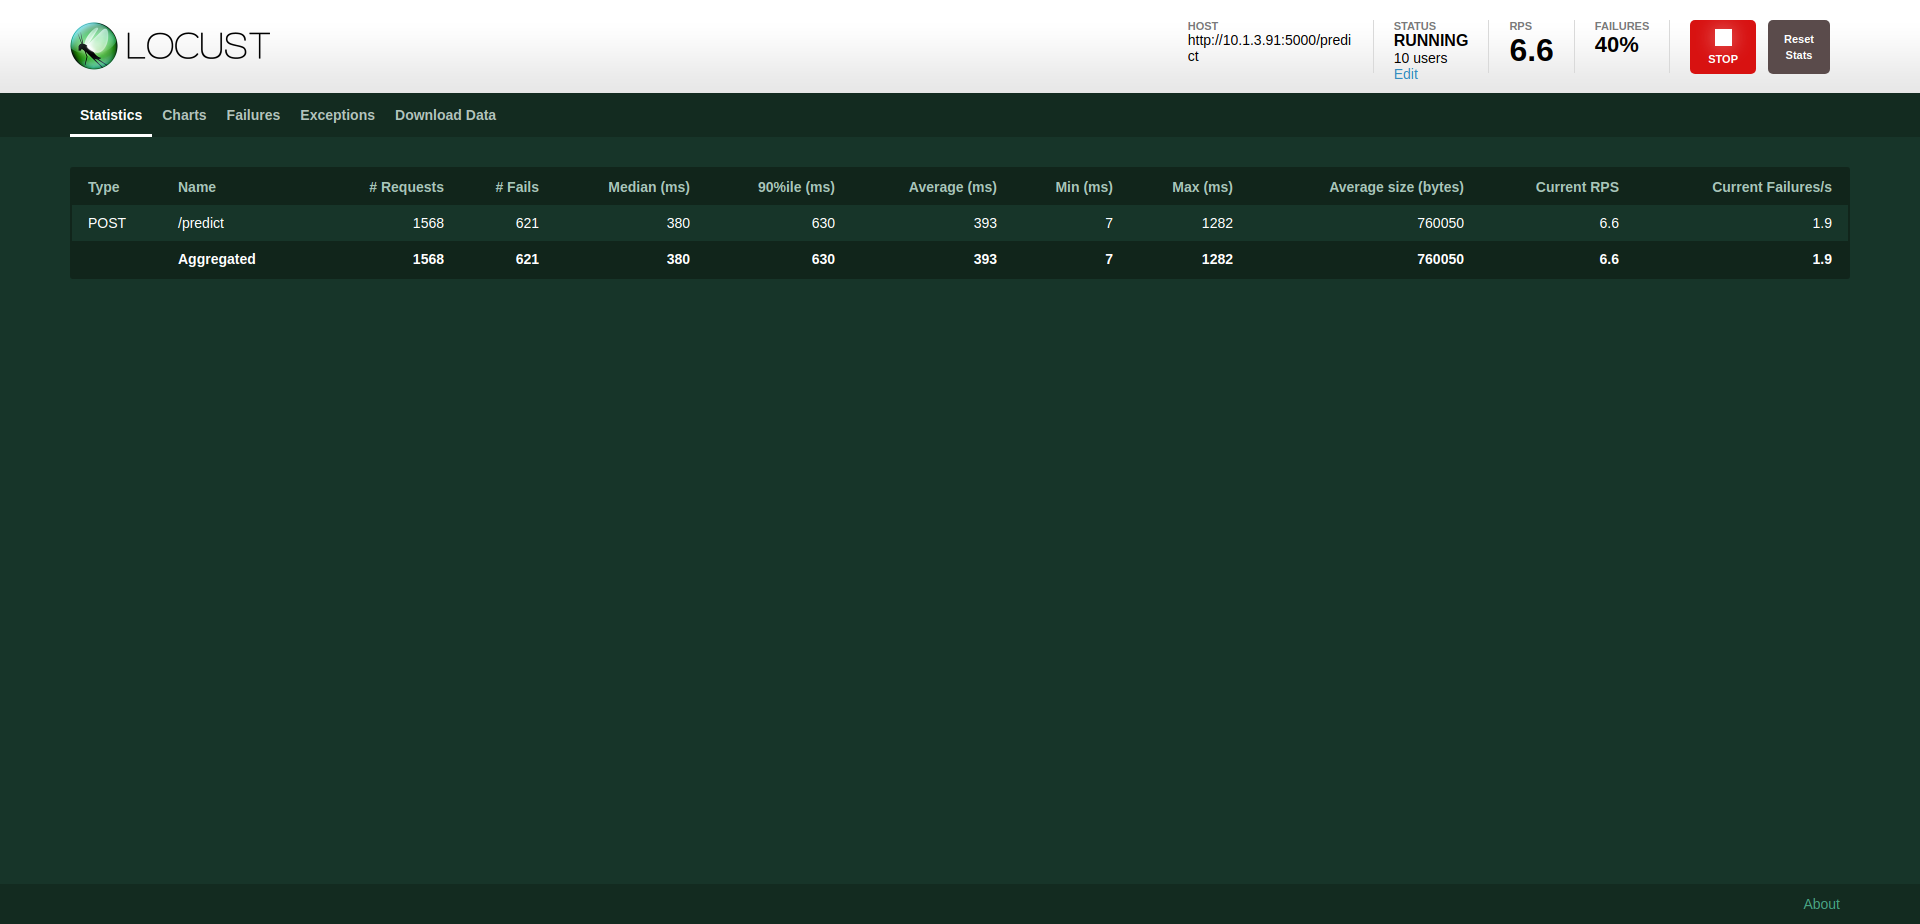 LOCUST
HOST
http://10.1.3.91:5000/predi
ct
STATUS
RUNNING
10 users
Edit
RPS
6.6
FAILURES
40%
STOP
Reset
Stats
Statistics Charts Failures Exceptions Download Data
Type Name # Requests # Fails Median (ms) 90%ile (ms) Average (ms) Min (ms) Max (ms) Average size (bytes) Current RPS Current Failures/s
POST /predict 1568 621 380 630 393 7 1282 760050 6.6 1.9
Aggregated 1568 621 380 630 393 7 1282 760050 6.6 1.9
About